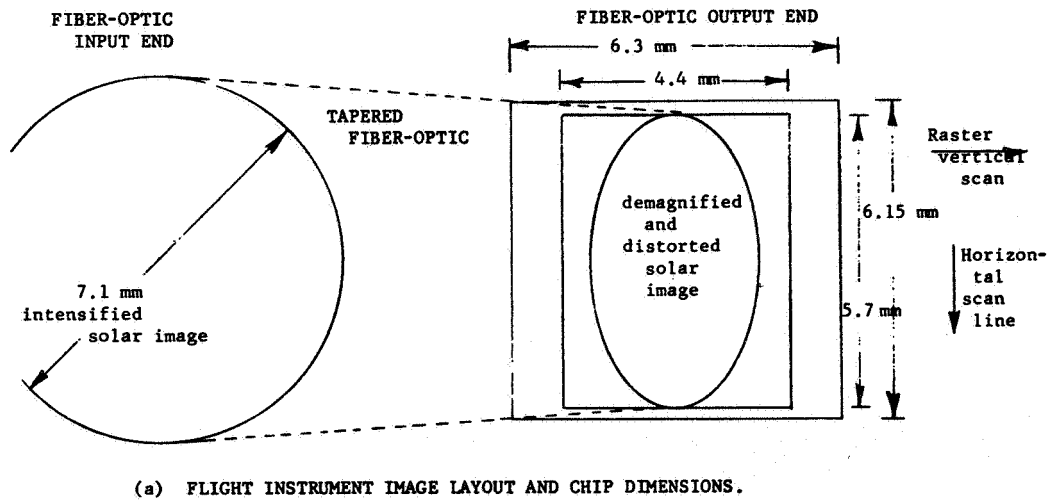 FIBER-OPTIC
INPUT END
FIBER-OPTIC OUTPUT END
6.3 mm
4.4 mm
TAPERED
FIBER-OPTIC
Raster
vertical
scan
demagnified
and
distorted
solar
image
6.15 mm
Horizon-
tal
scan
line
7.1 mm
intensified
solar image
5.7 mm
(a) FLIGHT INSTRUMENT IMAGE LAYOUT AND CHIP DIMENSIONS.